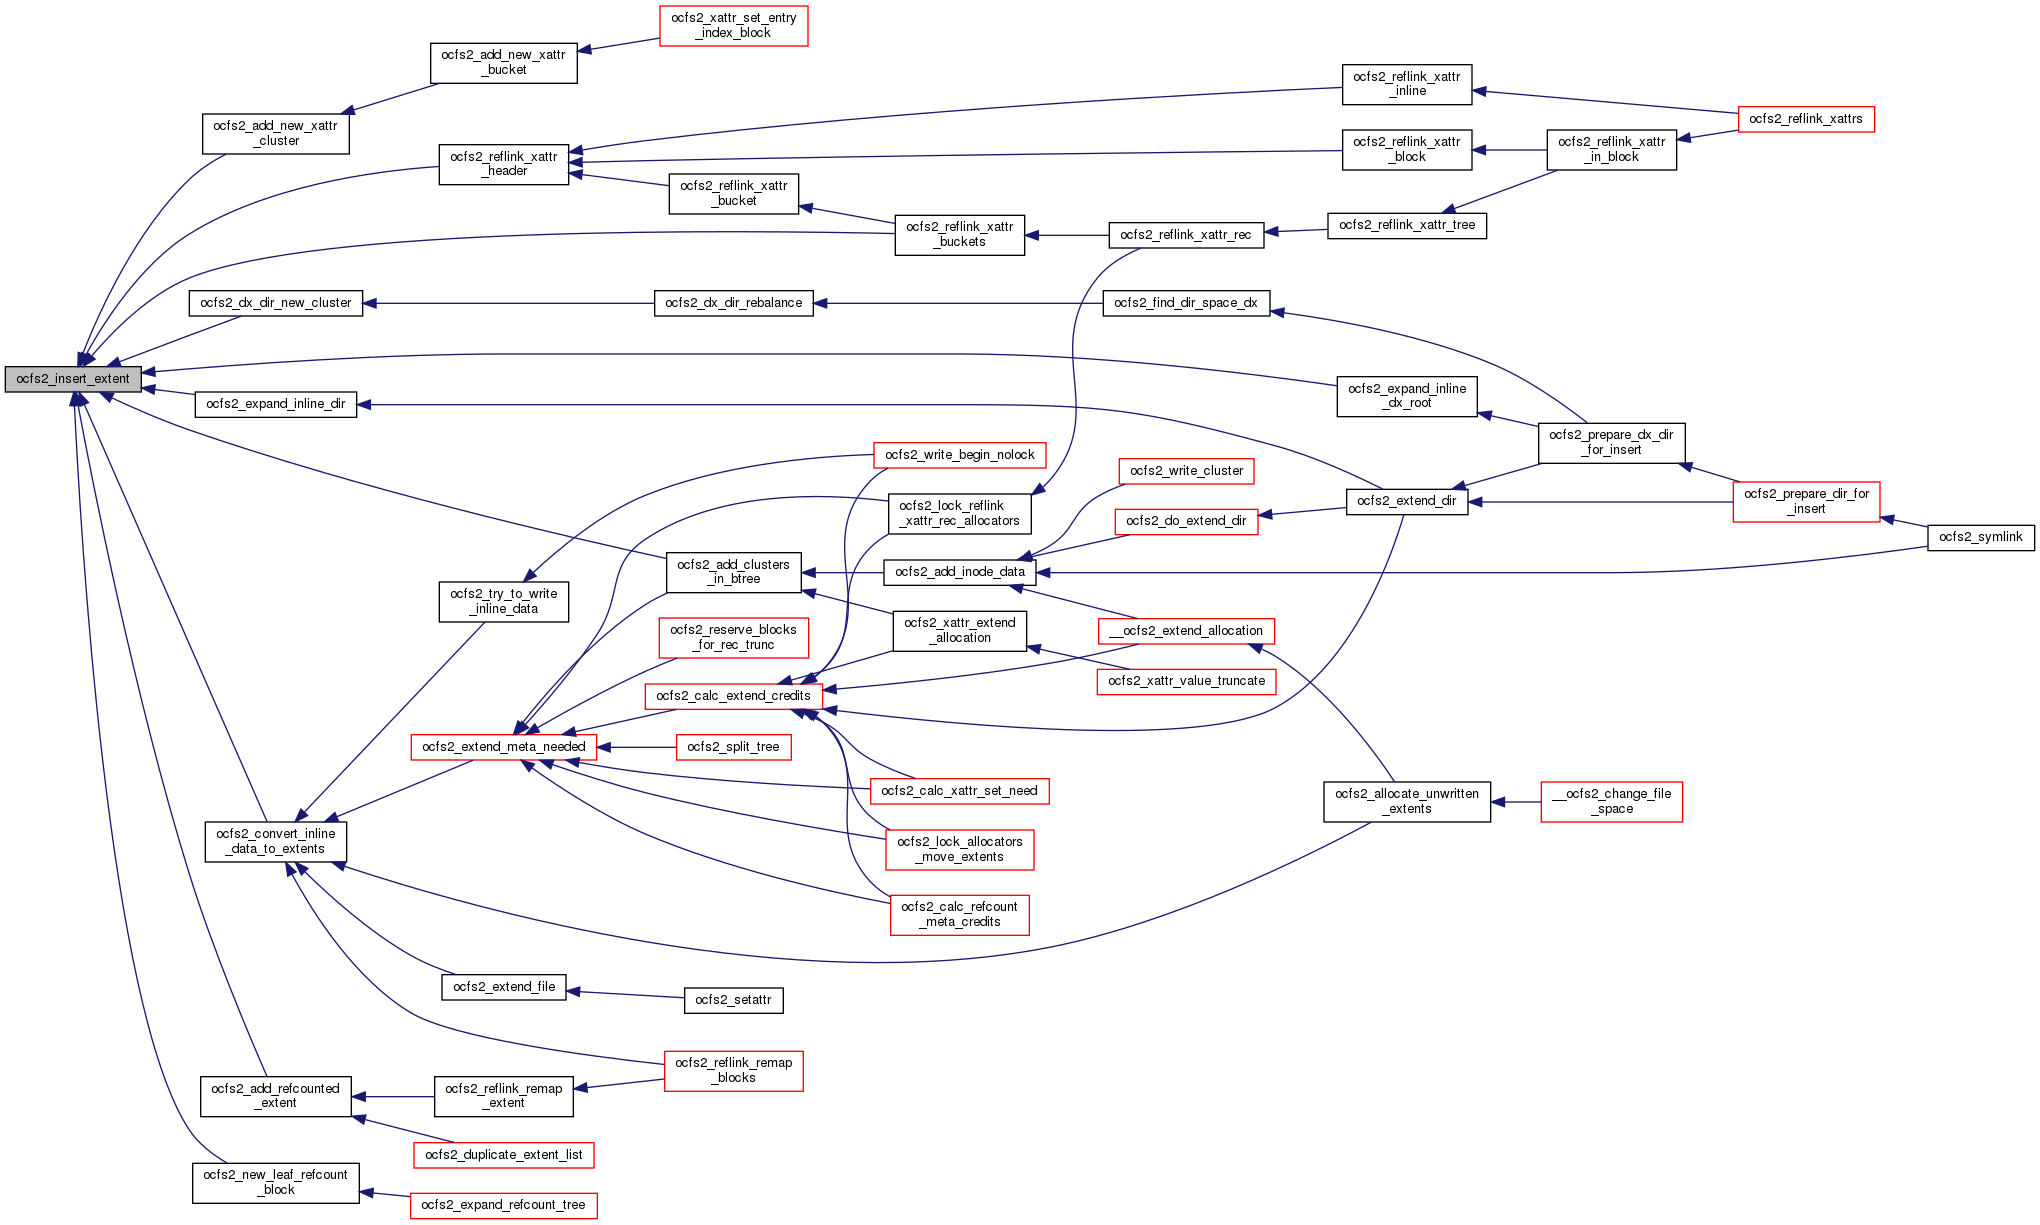 ocfs2_xattr_set_entry
_index_block
ocfs2_add_new_xattr
_bucket
ocfs2_add_new_xattr
_cluster
ocfs2_reflink_xattr
_inline
ocfs2_reflink_xattrs
ocfs2_reflink_xattr
_header
ocfs2_reflink_xattr
_block
ocfs2_reflink_xattr
_in_block
ocfs2_reflink_xattr
_bucket
ocfs2_reflink_xattr
_buckets
ocfs2_reflink_xattr_rec
ocfs2_reflink_xattr_tree
ocfs2_dx_dir_new_cluster
ocfs2_dx_dir_rebalance
ocfs2_find_dir_space_dx
ocfs2_insert_extent
ocfs2_expand_inline_dir
ocfs2_expand_inline
_dx_root
ocfs2_prepare_dx_dir
_for_insert
ocfs2_write_begin_nolock
ocfs2_write_cluster
ocfs2_lock_reflink
_xattr_rec_allocators
ocfs2_extend_dir
ocfs2_prepare_dir_for
_insert
ocfs2_do_extend_dir
ocfs2_symlink
ocfs2_add_clusters
_in_btree
ocfs2_add_inode_data
ocfs2_try_to_write
_inline_data
ocfs2_reserve_blocks
_for_rec_trunc
ocfs2_xattr_extend
_allocation
__ocfs2_extend_allocation
ocfs2_calc_extend_credits
ocfs2_xattr_value_truncate
ocfs2_extend_meta_needed
ocfs2_split_tree
ocfs2_calc_xattr_set_need
ocfs2_allocate_unwritten
_extents
__ocfs2_change_file
_space
ocfs2_convert_inline
_data_to_extents
ocfs2_lock_allocators
_move_extents
ocfs2_calc_refcount
_meta_credits
ocfs2_extend_file
ocfs2_setattr
ocfs2_reflink_remap
_blocks
ocfs2_add_refcounted
_extent
ocfs2_reflink_remap
_extent
ocfs2_duplicate_extent_list
ocfs2_new_leaf_refcount
_block
ocfs2_expand_refcount_tree